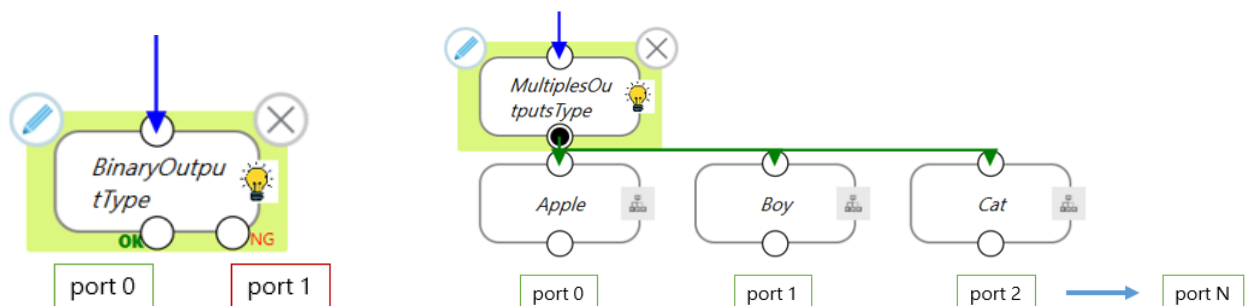 BinaryOutpu
tType
OK
NG
port 0
port 1
MultiplesOu
tputsType
Apple
Boy
Cat
port 0
port 1
port 2
port N